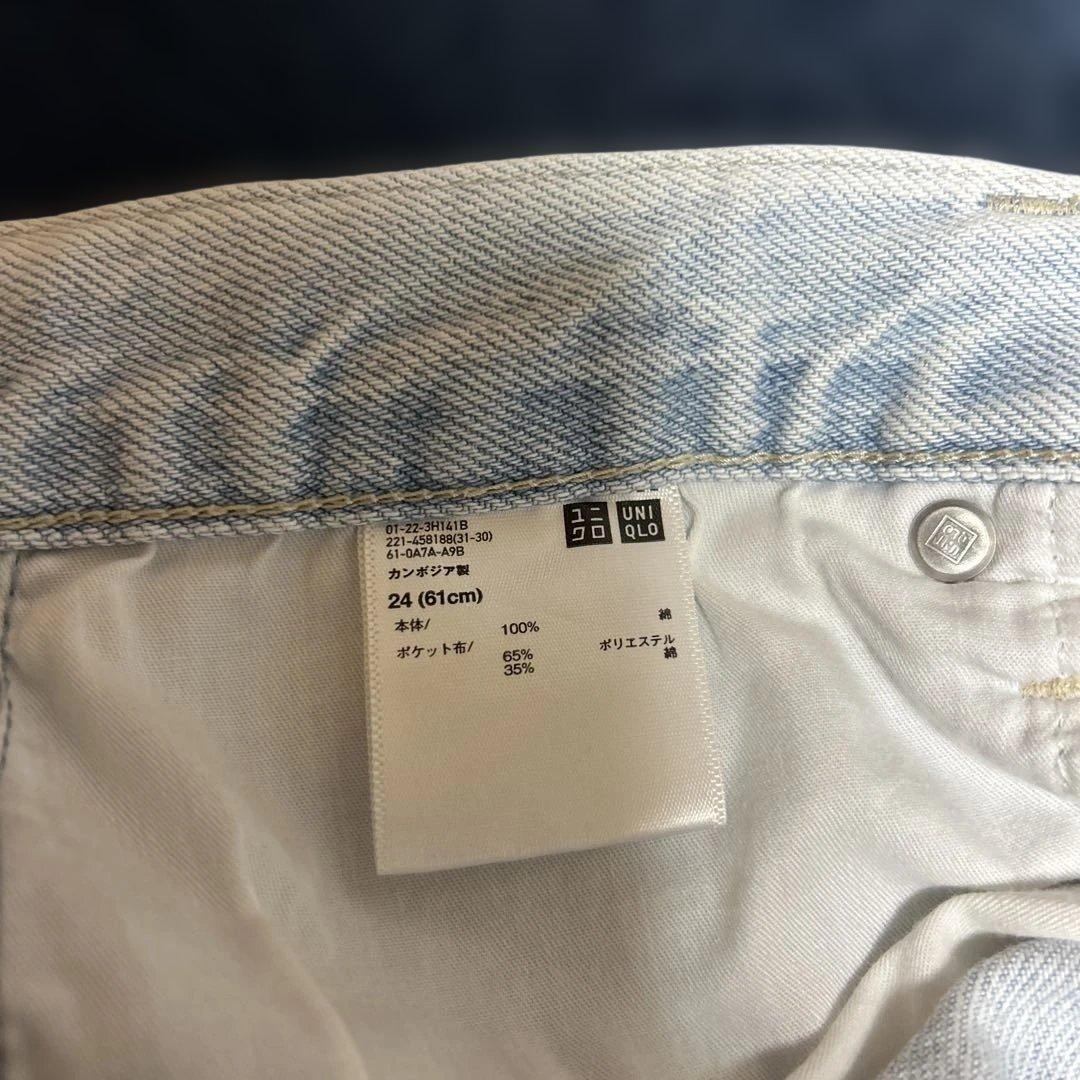 01-22-3H141B
221-458188(31-30)
61-0A7A-A9B
ユニ
クロ
UNI
QLO
カンボジア製
24 (61cm)
本体/ 100% 綿
ポケット布/ 65% ポリエステル
35% 綿